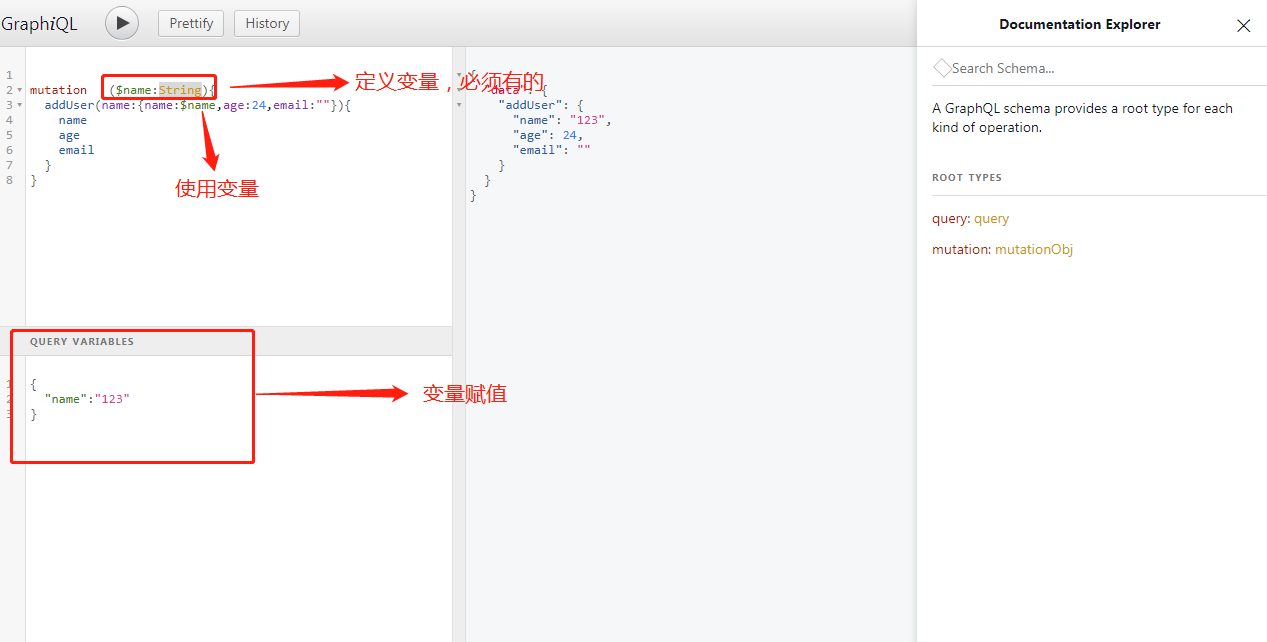 GraphiQL
Prettify
History
1
2 mutation ($name:String){
3 addUser(name:{name:$name,age:24,email:""}){
4 name
5 age
6 email
7 }
8 }
定义变量，必须有的
使用变量
QUERY VARIABLES
1 {
2 "name":"123"
3 }
变量赋值
{
"data": {
"addUser": {
"name": "123",
"age": 24,
"email": ""
}
}
}
Documentation Explorer
Search Schema...
A GraphQL schema provides a root type for each
kind of operation.
ROOT TYPES
query: query
mutation: mutationObj